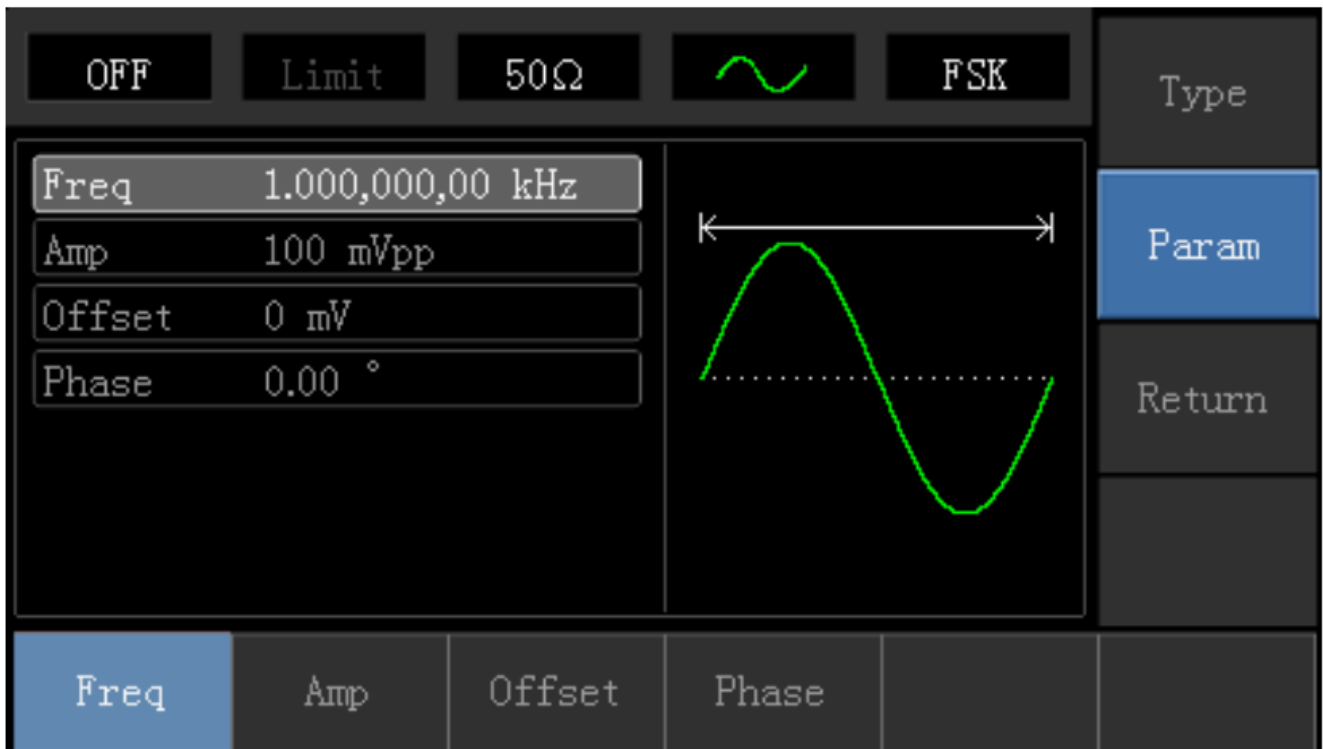 OFF Limit 50Ω FSK
Type
Freq 1.000,000,00 kHz
Amp 100 mVpp
Offset 0 mV
Phase 0.00 °
Param
Return
Freq Amp Offset Phase